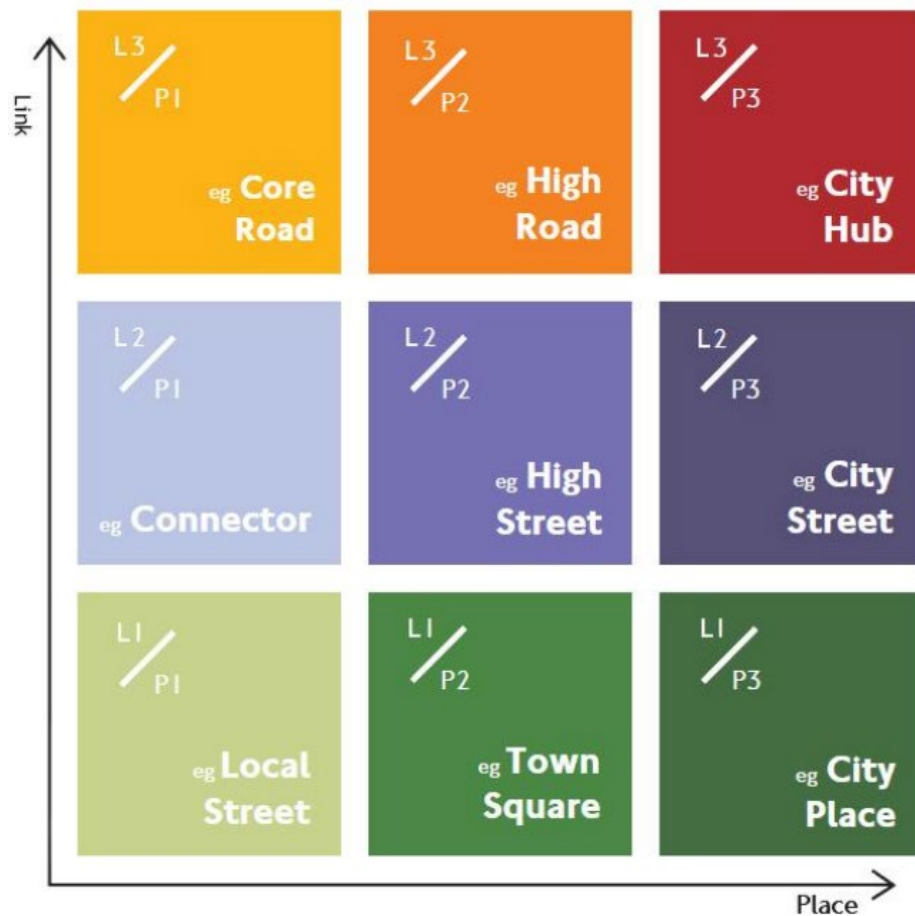 Link
L3
P1
eg Core
Road
L3
P2
eg High
Road
L3
P3
eg City
Hub
L2
P1
eg Connector
L2
P2
eg High
Street
L2
P3
eg City
Street
L1
P1
eg Local
Street
L1
P2
eg Town
Square
L1
P3
eg City
Place
Place